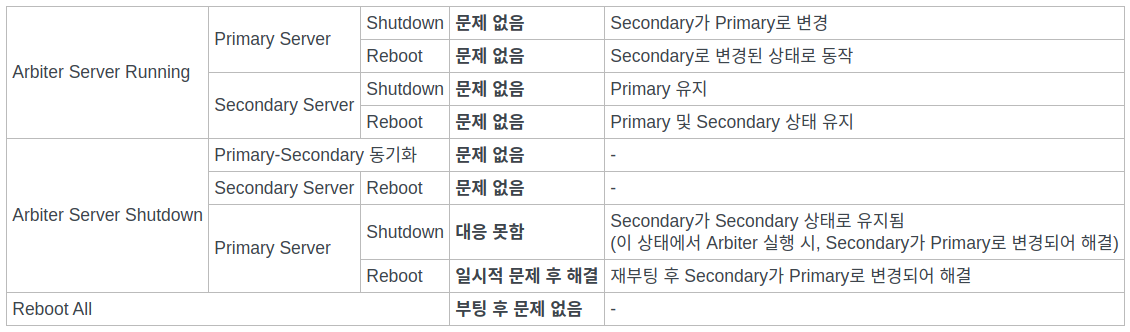 Arbiter Server Running
Primary Server
Shutdown
문제 없음
Secondary가 Primary로 변경
Reboot
문제 없음
Secondary로 변경된 상태로 동작
Secondary Server
Shutdown
문제 없음
Primary 유지
Reboot
문제 없음
Primary 및 Secondary 상태 유지
Arbiter Server Shutdown
Primary-Secondary 동기화
문제 없음
-
Secondary Server
Reboot
문제 없음
-
Primary Server
Shutdown
대응 못함
Secondary가 Secondary 상태로 유지됨
(이 상태에서 Arbiter 실행 시, Secondary가 Primary로 변경되어 해결)
Reboot
일시적 문제 후 해결
재부팅 후 Secondary가 Primary로 변경되어 해결
Reboot All
부팅 후 문제 없음
-